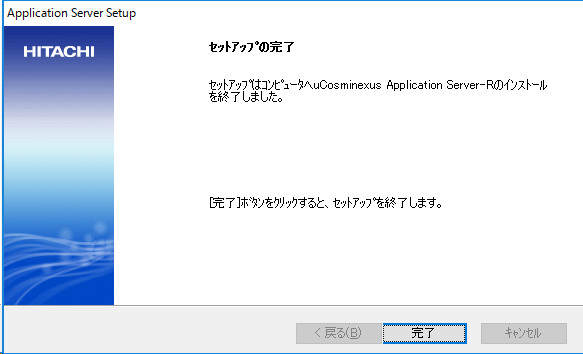 Application Server Setup
HITACHI
ｾｯﾄｱｯﾌﾟの完了
ｾｯﾄｱｯﾌﾟはｺﾝﾋﾟｭｰﾀへuCosminexus Application Server-Rのｲﾝｽﾄｰﾙ
を終了しました。
[完了]ﾎﾞﾀﾝをｸﾘｯｸすると、ｾｯﾄｱｯﾌﾟを終了します。
< 戻る(B)
完了
ｷｬﾝｾﾙ